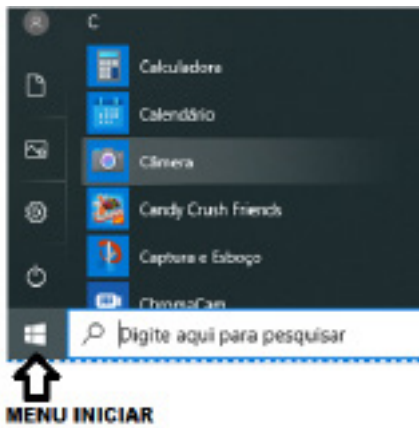 C
Calculadora
Calendário
Câmera
Candy Crush Friends
Captura e Esboço
ChromaCam
Digite aqui para pesquisar
MENU INICIAR